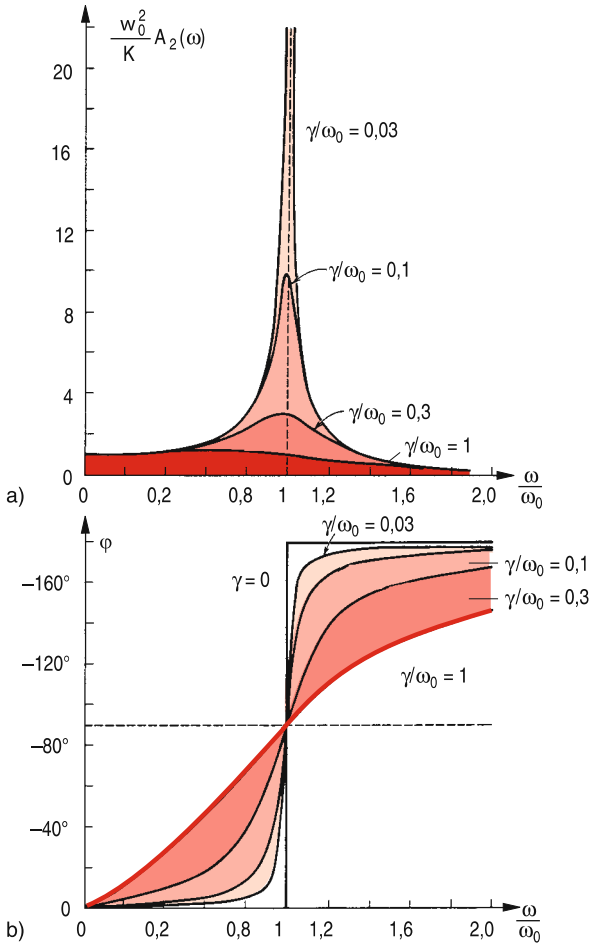 w₀²/K A₂(ω)
20
16
12
8
4
0
γ/ω₀ = 0,03
γ/ω₀ = 0,1
γ/ω₀ = 0,3
γ/ω₀ = 1
a)
0 0,2 0,8 1 1,2 1,6 2,0 ω/ω₀
φ
–160°
–120°
–80°
–40°
0
γ/ω₀ = 0,03
γ = 0
γ/ω₀ = 0,1
γ/ω₀ = 0,3
γ/ω₀ = 1
b)
0 0,2 0,8 1 1,2 1,6 2,0 ω/ω₀